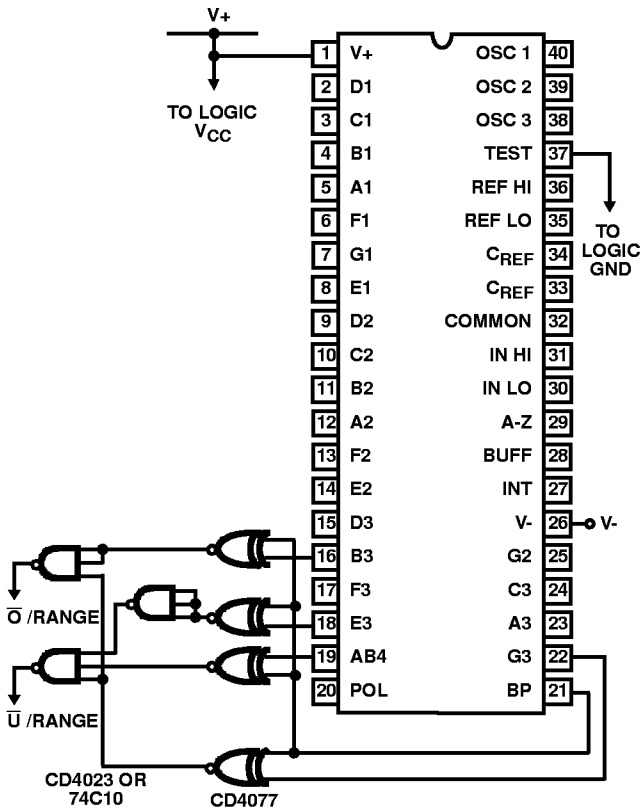 V+
1 V+ OSC 1 40
2 D1 OSC 2 39
TO LOGIC
VCC
3 C1 OSC 3 38
4 B1 TEST 37
5 A1 REF HI 36
6 F1 REF LO 35
TO
LOGIC
GND
7 G1 CREF 34
8 E1 CREF 33
9 D2 COMMON 32
10 C2 IN HI 31
11 B2 IN LO 30
12 A2 A-Z 29
13 F2 BUFF 28
14 E2 INT 27
15 D3 V- 26 V-
16 B3 G2 25
17 F3 C3 24
18 E3 A3 23
19 AB4 G3 22
20 POL BP 21
O̅ /RANGE
U̅ /RANGE
CD4023 OR
74C10
CD4077